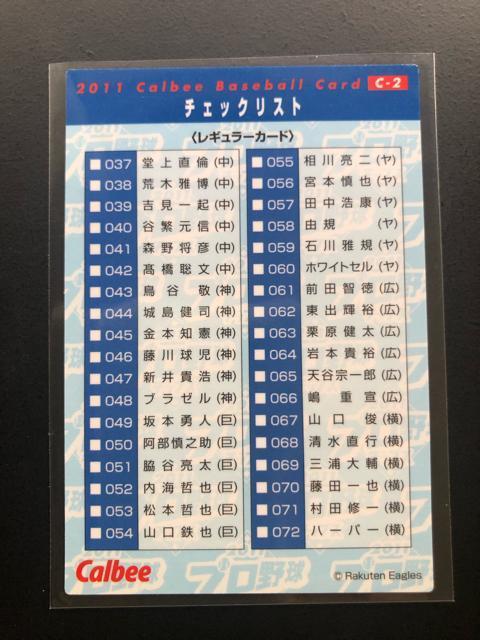 2011 Calbee Baseball Card C-2
チェックリスト
〈レギュラーカード〉
037 堂上直倫(中)
038 荒木雅博(中)
039 吉見一起(中)
040 谷繁元信(中)
041 森野将彦(中)
042 髙橋聡文(中)
043 鳥谷 敬(神)
044 城島健司(神)
045 金本知憲(神)
046 藤川球児(神)
047 新井貴浩(神)
048 ブラゼル(神)
049 坂本勇人(巨)
050 阿部慎之助(巨)
051 脇谷亮太(巨)
052 内海哲也(巨)
053 松本哲也(巨)
054 山口鉄也(巨)
055 相川亮二(ヤ)
056 宮本慎也(ヤ)
057 田中浩康(ヤ)
058 由規 (ヤ)
059 石川雅規(ヤ)
060 ホワイトセル(ヤ)
061 前田智徳(広)
062 東出輝裕(広)
063 栗原健太(広)
064 岩本貴裕(広)
065 天谷宗一郎(広)
066 嶋 重宣(広)
067 山口 俊(横)
068 清水直行(横)
069 三浦大輔(横)
070 藤田一也(横)
071 村田修一(横)
072 ハーパー(横)
Calbee
© Rakuten Eagles
2011
プロ野球